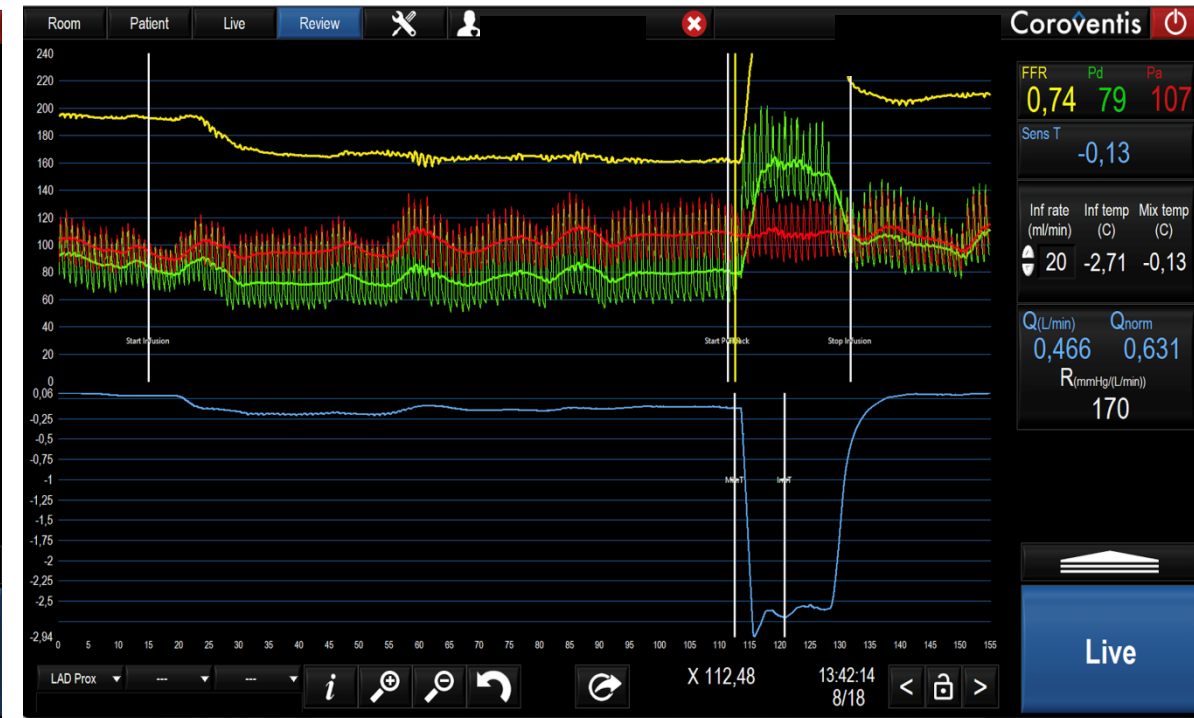 Room Patient Live Review Coroventis
240
220
200
180
160
140
120
100
80
60
40
20
0
Start Infusion Start Pullback Stop Infusion
FFR Pd Pa
0,74 79 107
Sens T
-0,13
Inf rate (ml/min) Inf temp (C) Mix temp (C)
20 -2,71 -0,13
Q(L/min) Qnorm
0,466 0,631
R(mmHg/(L/min))
170
0,06
-0,25
-0,5
-0,75
-1
-1,25
-1,5
-1,75
-2
-2,25
-2,5
-2,94
MixT InfT
0 5 10 15 20 25 30 35 40 45 50 55 60 65 70 75 80 85 90 95 100 105 110 115 120 125 130 135 140 145 150 155
Live
LAD Prox --- --- i X 112,48 13:42:14 < >
8/18